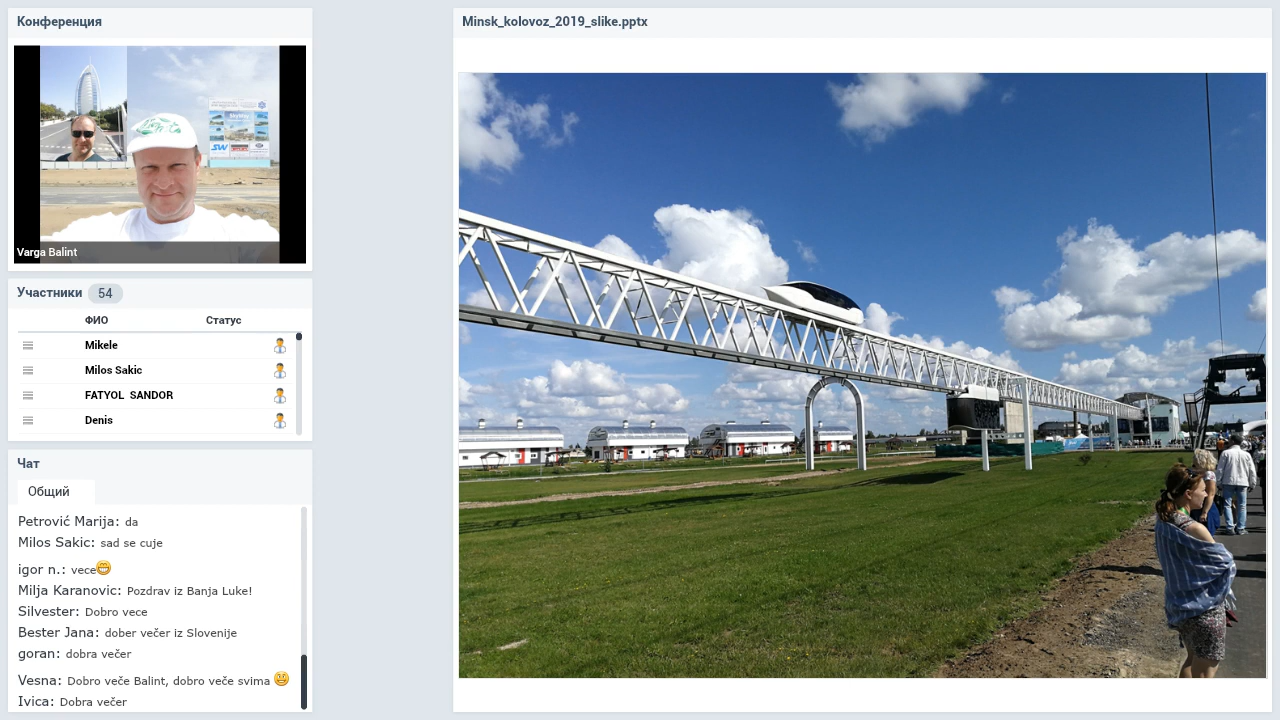 Конференция
Varga Balint
SkyWay
SW
Участники 54
ФИО Статус
Mikele
Milos Sakic
FATYOL SANDOR
Denis
Чат
Общий
Petrović Marija: da
Milos Sakic: sad se cuje
igor n.: vece
Milja Karanovic: Pozdrav iz Banja Luke!
Silvester: Dobro vece
Bester Jana: dober večer iz Slovenije
goran: dobra večer
Vesna: Dobro veče Balint, dobro veče svima
Ivica: Dobra večer
Minsk_kolovoz_2019_slike.pptx